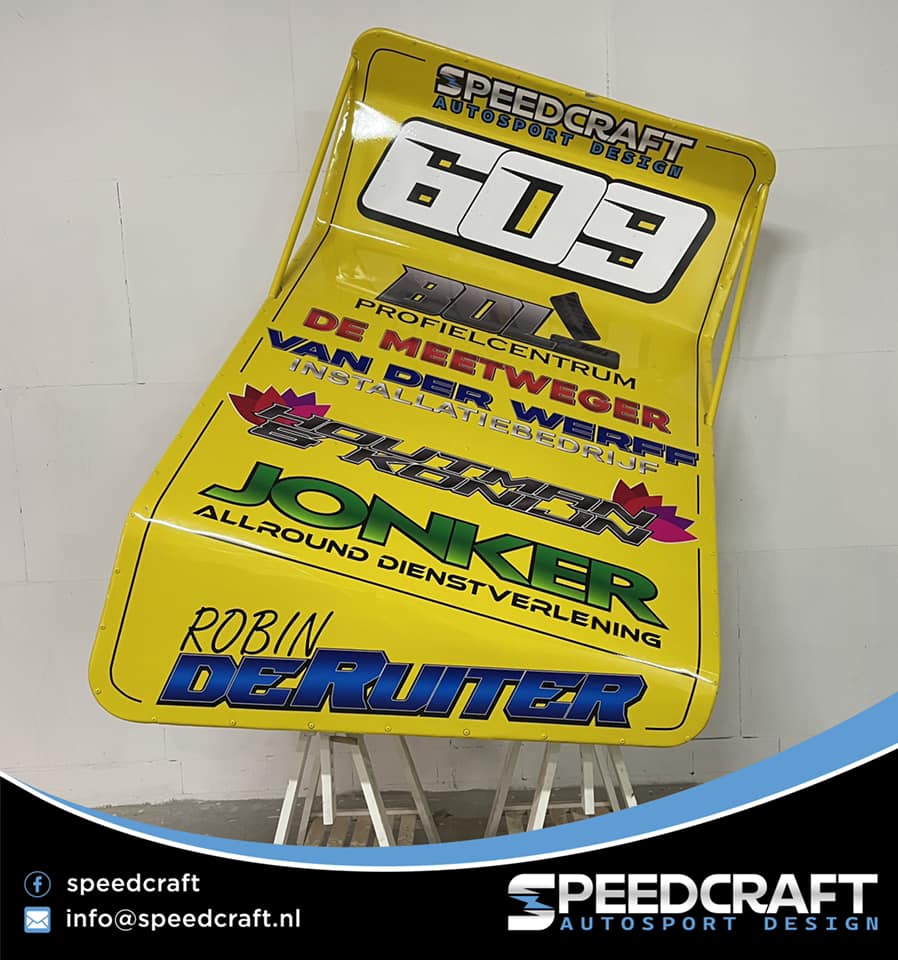 SPEEDCRAFT
AUTOSPORT DESIGN
609
BOL
PROFIELCENTRUM
DE MEETWEGER
VAN DER WERFF
INSTALLATIEBEDRIJF
HOUTMAN
& KONIJN
JONKER
ALLROUND DIENSTVERLENING
ROBIN
DERUITER
speedcraft
info@speedcraft.nl
SPEEDCRAFT
AUTOSPORT DESIGN